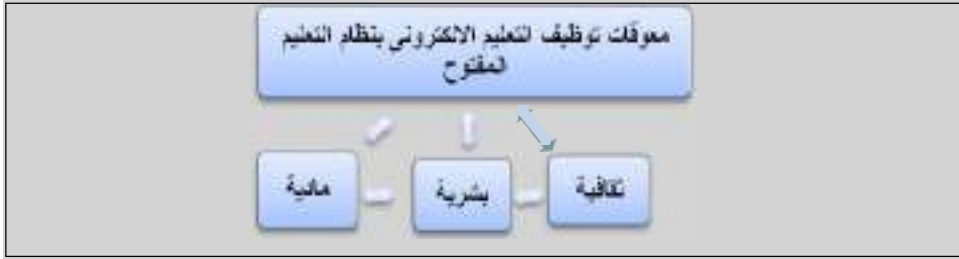 معوقات توظيف التعليم الالكتروني بنظام التعليم
المفتوح
ثقافية
بشرية
مادية